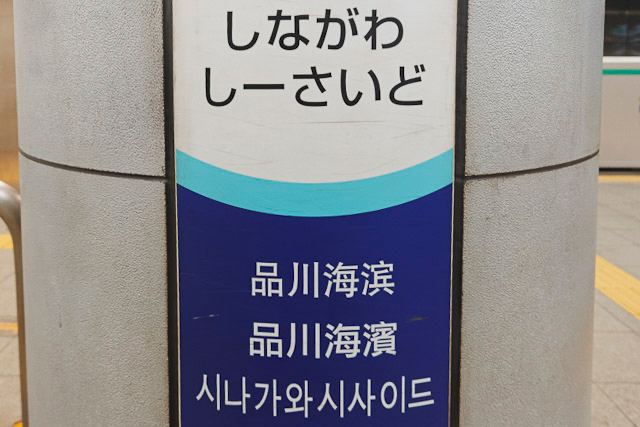 しながわ
しーさいど
品川海滨
品川海濱
시나가와시사이드